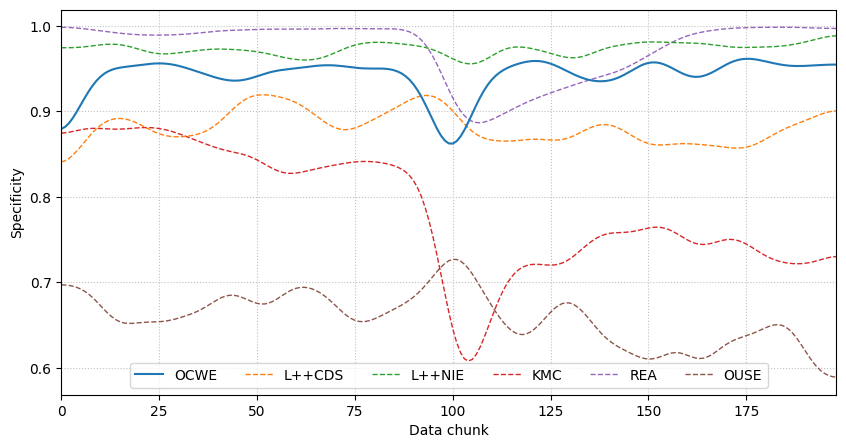 1.0
0.9
0.8
0.7
0.6
Specificity
OCWE L++CDS L++NIE KMC REA OUSE
0 25 50 75 100 125 150 175
Data chunk